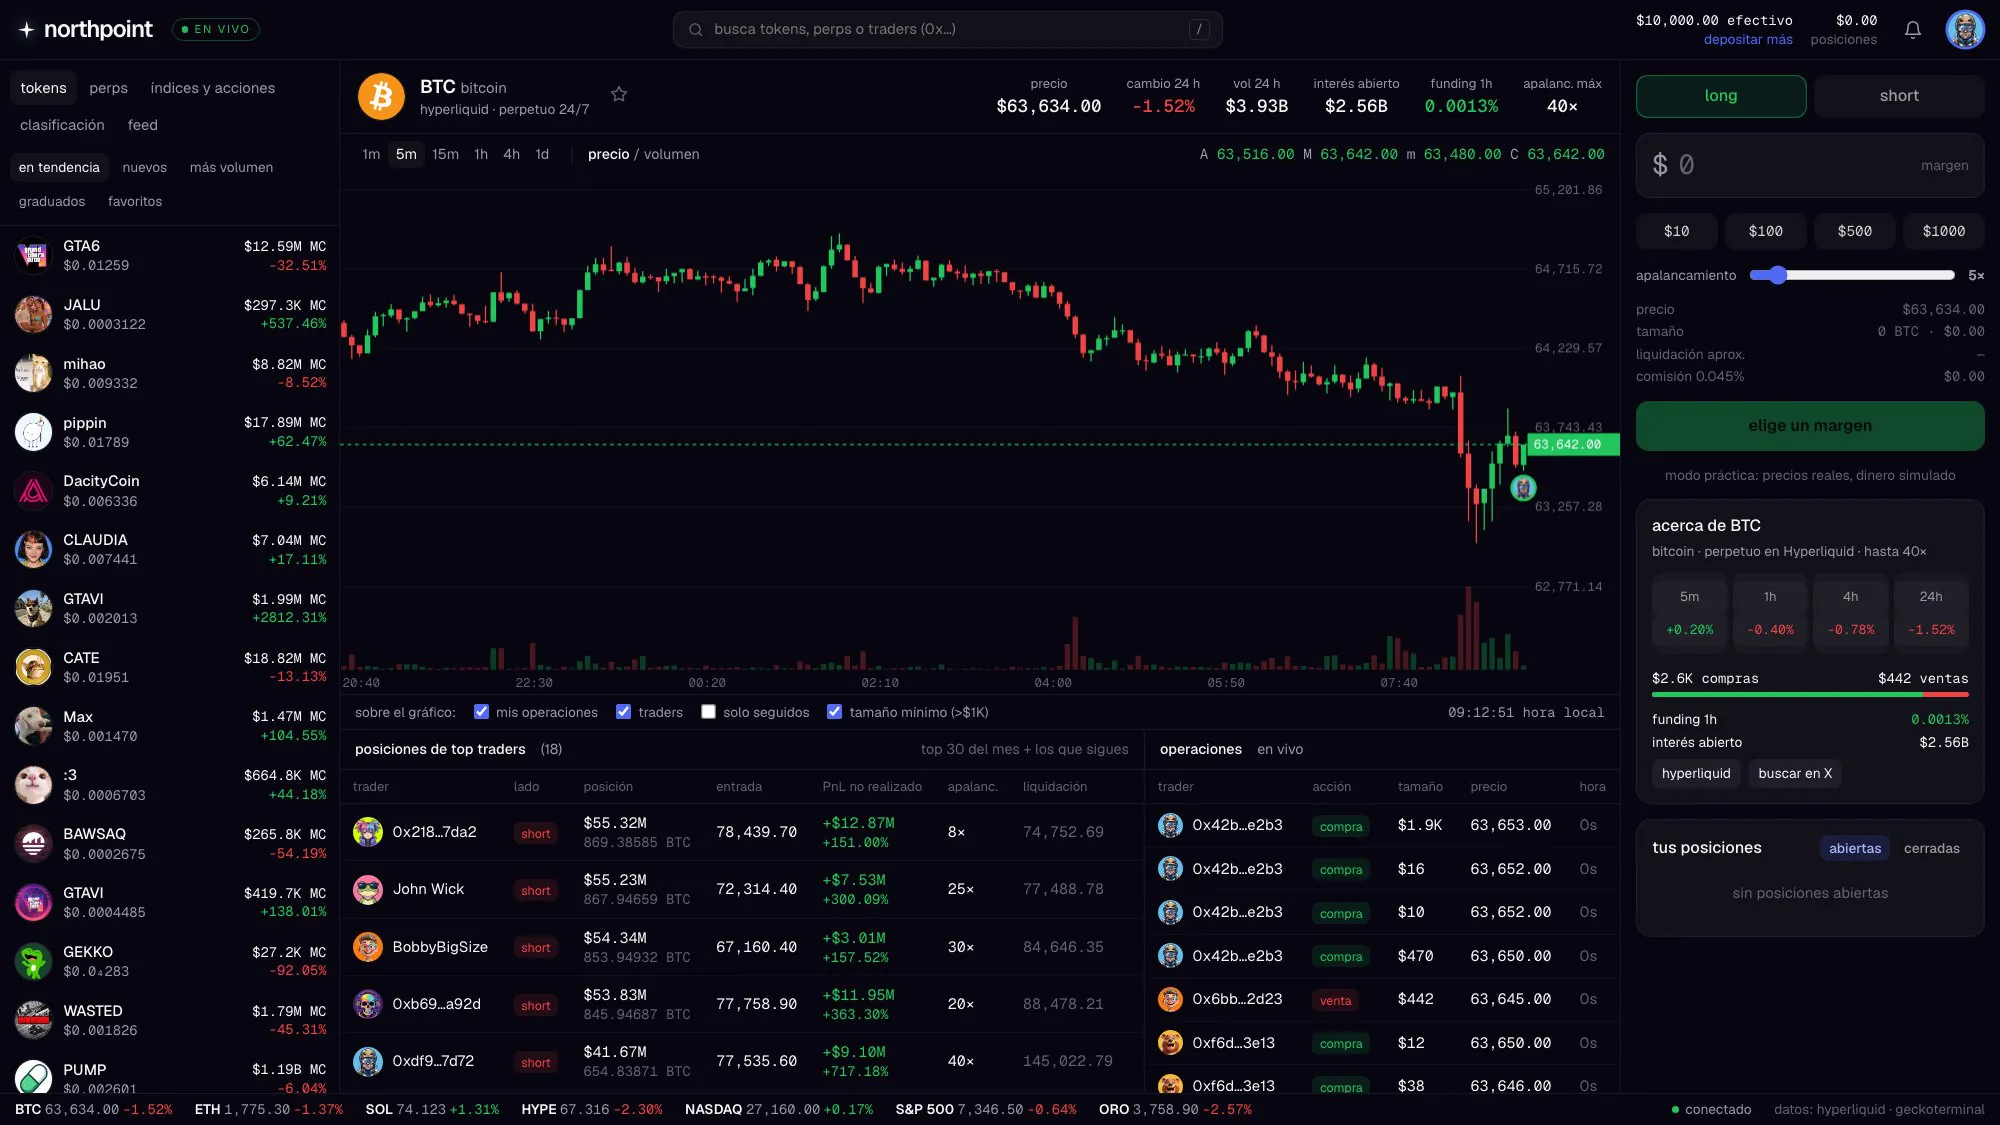 northpoint
EN VIVO
busca tokens, perps o traders (0x...)
/
$10,000.00 efectivo
depositar más
$0.00
posiciones
tokens perps índices y acciones
clasificación feed
en tendencia nuevos más volumen
graduados favoritos
GTA6 $12.59M MC
$0.01259 -32.51%
JALU $297.3K MC
$0.0003122 +537.46%
mihao $8.82M MC
$0.009332 -8.52%
pippin $17.89M MC
$0.01789 +62.47%
DacityCoin $6.14M MC
$0.006336 +9.21%
CLAUDIA $7.04M MC
$0.007441 +17.11%
GTAVI $1.99M MC
$0.002013 +2812.31%
CATE $18.82M MC
$0.01951 -13.13%
Max $1.47M MC
$0.001470 +104.55%
:3 $664.8K MC
$0.0006703 +44.18%
BAWSAQ $265.8K MC
$0.0002675 -54.19%
GTAVI $419.7K MC
$0.0004485 +138.01%
GEKKO $27.2K MC
$0.0₄283 -92.05%
WASTED $1.79M MC
$0.001826 -45.31%
PUMP $1.19B MC
$0.002601 -6.04%
BTC bitcoin
hyperliquid · perpetuo 24/7
precio cambio 24 h vol 24 h interés abierto funding 1h apalanc. máx
$63,634.00 -1.52% $3.93B $2.56B 0.0013% 40×
1m 5m 15m 1h 4h 1d precio / volumen
A 63,516.00 M 63,642.00 m 63,480.00 C 63,642.00
65,201.86
64,715.72
64,229.57
63,743.43
63,642.00
63,257.28
62,771.14
20:40 22:30 00:20 02:10 04:00 05:50 07:40
sobre el gráfico: mis operaciones traders solo seguidos tamaño mínimo (>$1K)
09:12:51 hora local
posiciones de top traders (18) top 30 del mes + los que sigues
trader lado posición entrada PnL no realizado apalanc. liquidación
0x218...7da2 short $55.32M 78,439.70 +$12.87M 8× 74,752.69
869.38585 BTC +151.00%
John Wick short $55.23M 72,314.40 +$7.53M 25× 77,488.78
867.94659 BTC +300.09%
BobbyBigSize short $54.34M 67,160.40 +$3.01M 30× 84,646.35
853.94932 BTC +157.52%
0xb69...a92d short $53.83M 77,758.90 +$11.95M 20× 88,478.21
845.94687 BTC +363.30%
0xdf9...7d72 short $41.67M 77,535.60 +$9.10M 40× 145,022.79
654.83871 BTC +717.18%
operaciones en vivo
trader acción tamaño precio hora
0x42b...e2b3 compra $1.9K 63,653.00 0s
0x42b...e2b3 compra $16 63,652.00 0s
0x42b...e2b3 compra $10 63,652.00 0s
0x42b...e2b3 compra $470 63,650.00 0s
0x6bb...2d23 venta $442 63,645.00 0s
0xf6d...3e13 compra $12 63,650.00 0s
0xf6d...3e13 compra $38 63,646.00 0s
long short
$ 0 margen
$10 $100 $500 $1000
apalancamiento 5×
precio $63,634.00
tamaño 0 BTC · $0.00
liquidación aprox. –
comisión 0.045% $0.00
elige un margen
modo práctica: precios reales, dinero simulado
acerca de BTC
bitcoin · perpetuo en Hyperliquid · hasta 40×
5m 1h 4h 24h
+0.20% -0.40% -0.78% -1.52%
$2.6K compras $442 ventas
funding 1h 0.0013%
interés abierto $2.56B
hyperliquid buscar en X
tus posiciones abiertas cerradas
sin posiciones abiertas
BTC 63,634.00 -1.52% ETH 1,775.30 -1.37% SOL 74.123 +1.31% HYPE 67.316 -2.30% NASDAQ 27,160.00 +0.17% S&P 500 7,346.50 -0.64% ORO 3,758.90 -2.57%
conectado datos: hyperliquid · geckoterminal